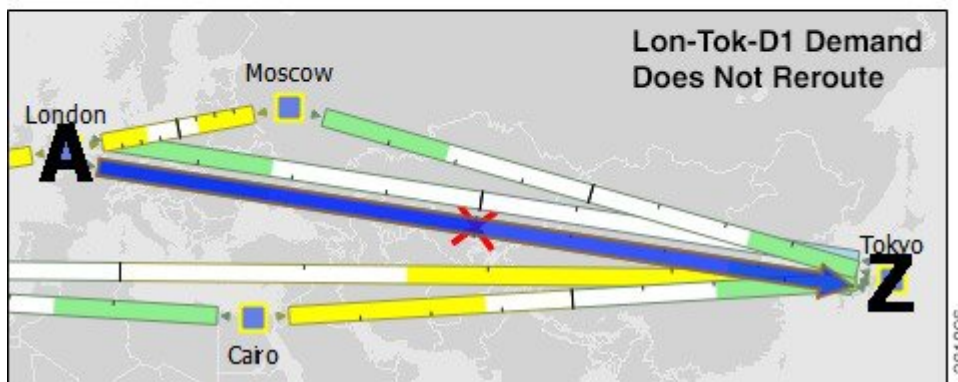 Lon-Tok-D1 Demand
Does Not Reroute
Moscow
London
A
Tokyo
Z
Cairo